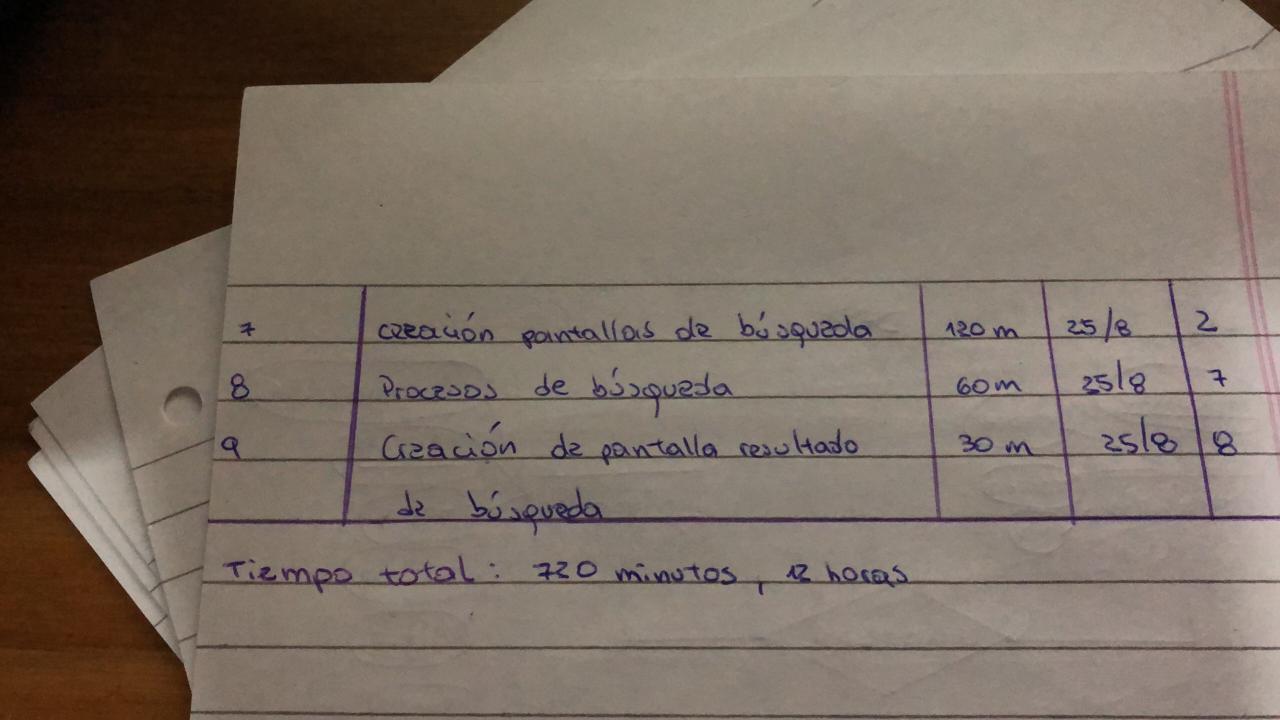 7 creación pantallas de búsqueda 120 m 25/8 2
8 Procesos de búsqueda 60m 25/8 7
9 Creación de pantalla resultado 30 m 25/8 8
de búsqueda
Tiempo total: 720 minutos, 12 horas